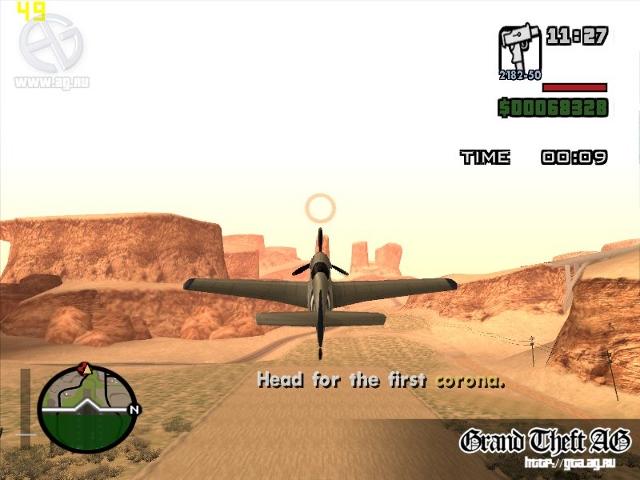 49
www.ag.ru
11:27
2182-50
$00068328
TIME 00:09
Head for the first corona.
N
Grand Theft AG
http://gta.ag.ru